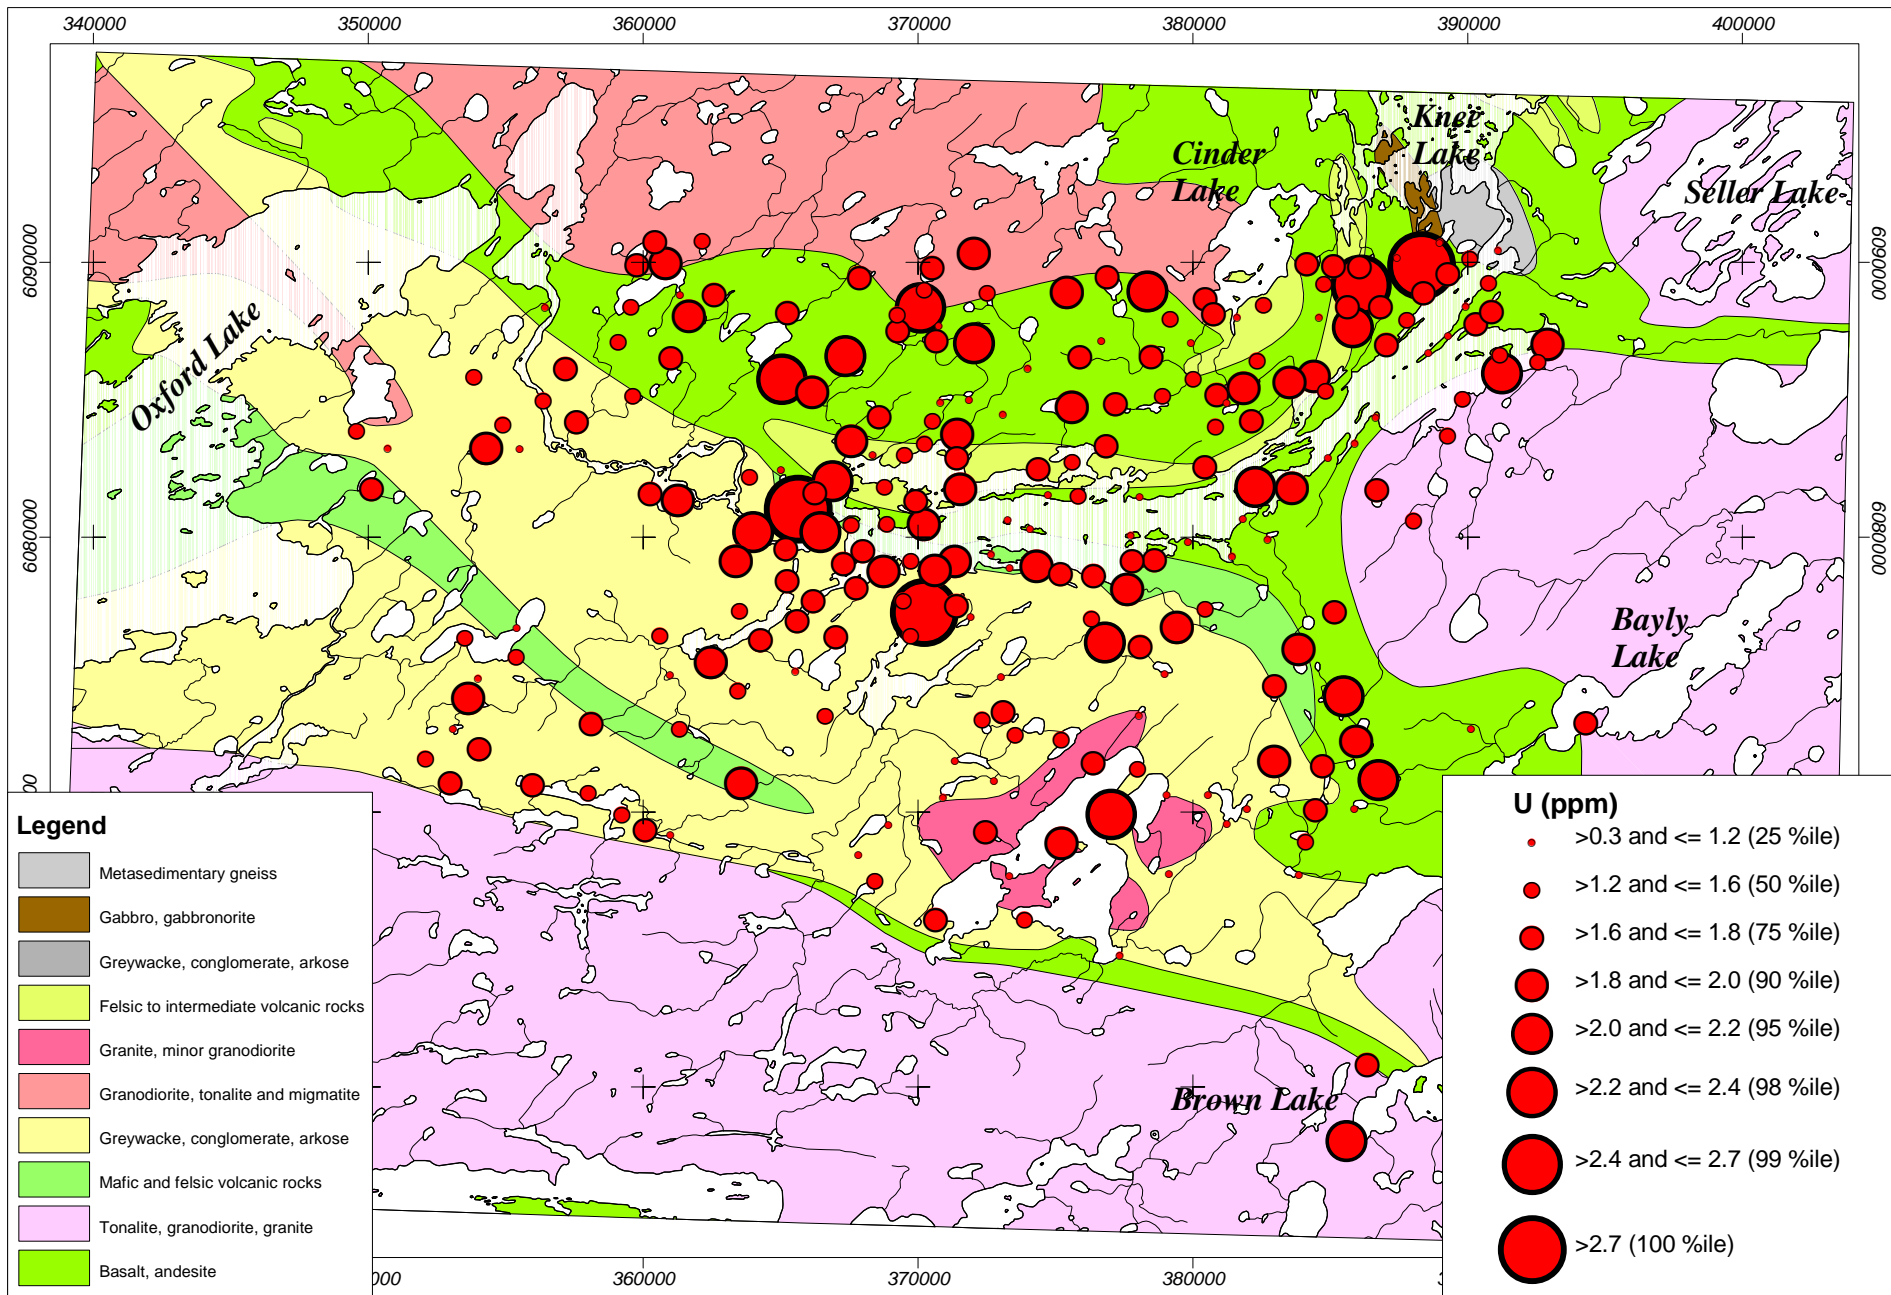 340000
350000
360000
370000
380000
390000
400000
Knee
Lake
Cinder
Lake
Seller Lake
6090000
6090000
Oxford Lake
6080000
6080000
Bayly
Lake
Brown Lake
Legend
Metasedimentary gneiss
Gabbro, gabbronorite
Greywacke, conglomerate, arkose
Felsic to intermediate volcanic rocks
Granite, minor granodiorite
Granodiorite, tonalite and migmatite
Greywacke, conglomerate, arkose
Mafic and felsic volcanic rocks
Tonalite, granodiorite, granite
Basalt, andesite
U (ppm)
>0.3 and <= 1.2 (25 %ile)
>1.2 and <= 1.6 (50 %ile)
>1.6 and <= 1.8 (75 %ile)
>1.8 and <= 2.0 (90 %ile)
>2.0 and <= 2.2 (95 %ile)
>2.2 and <= 2.4 (98 %ile)
>2.4 and <= 2.7 (99 %ile)
>2.7 (100 %ile)
360000
370000
380000